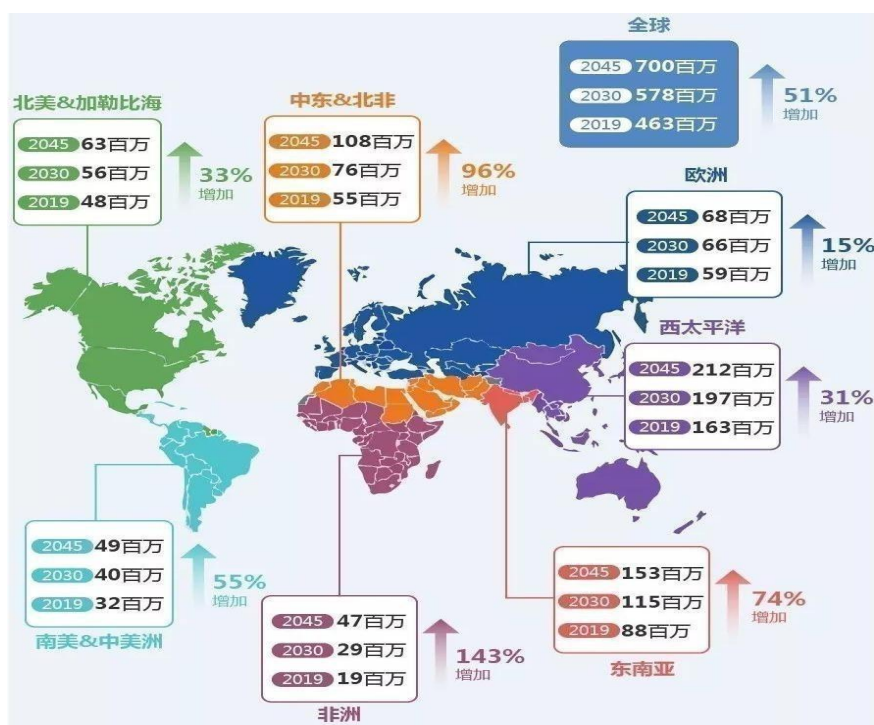 全球
2045 700百万
2030 578百万
2019 463百万
51%
增加
北美&加勒比海
2045 63百万
2030 56百万
2019 48百万
33%
增加
中东&北非
2045 108百万
2030 76百万
2019 55百万
96%
增加
欧洲
2045 68百万
2030 66百万
2019 59百万
15%
增加
西太平洋
2045 212百万
2030 197百万
2019 163百万
31%
增加
2045 49百万
2030 40百万
2019 32百万
南美&中美洲
55%
增加
2045 47百万
2030 29百万
2019 19百万
非洲
143%
增加
2045 153百万
2030 115百万
2019 88百万
东南亚
74%
增加